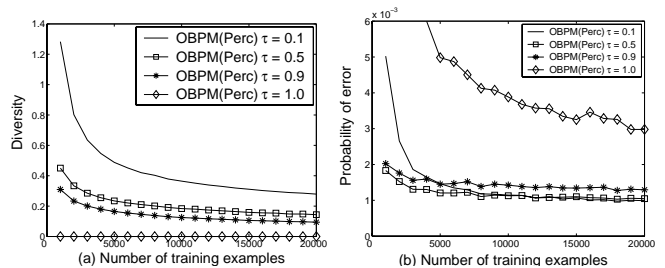 1.4
1.2
1
0.8
0.6
0.4
0.2
0
Diversity
OBPM(Perc) τ = 0.1
OBPM(Perc) τ = 0.5
OBPM(Perc) τ = 0.9
OBPM(Perc) τ = 1.0
5000 10000 15000 20000
(a) Number of training examples
6 x 10⁻³
5
4
3
2
1
0
Probability of error
OBPM(Perc) τ = 0.1
OBPM(Perc) τ = 0.5
OBPM(Perc) τ = 0.9
OBPM(Perc) τ = 1.0
5000 10000 15000 20000
(b) Number of training examples